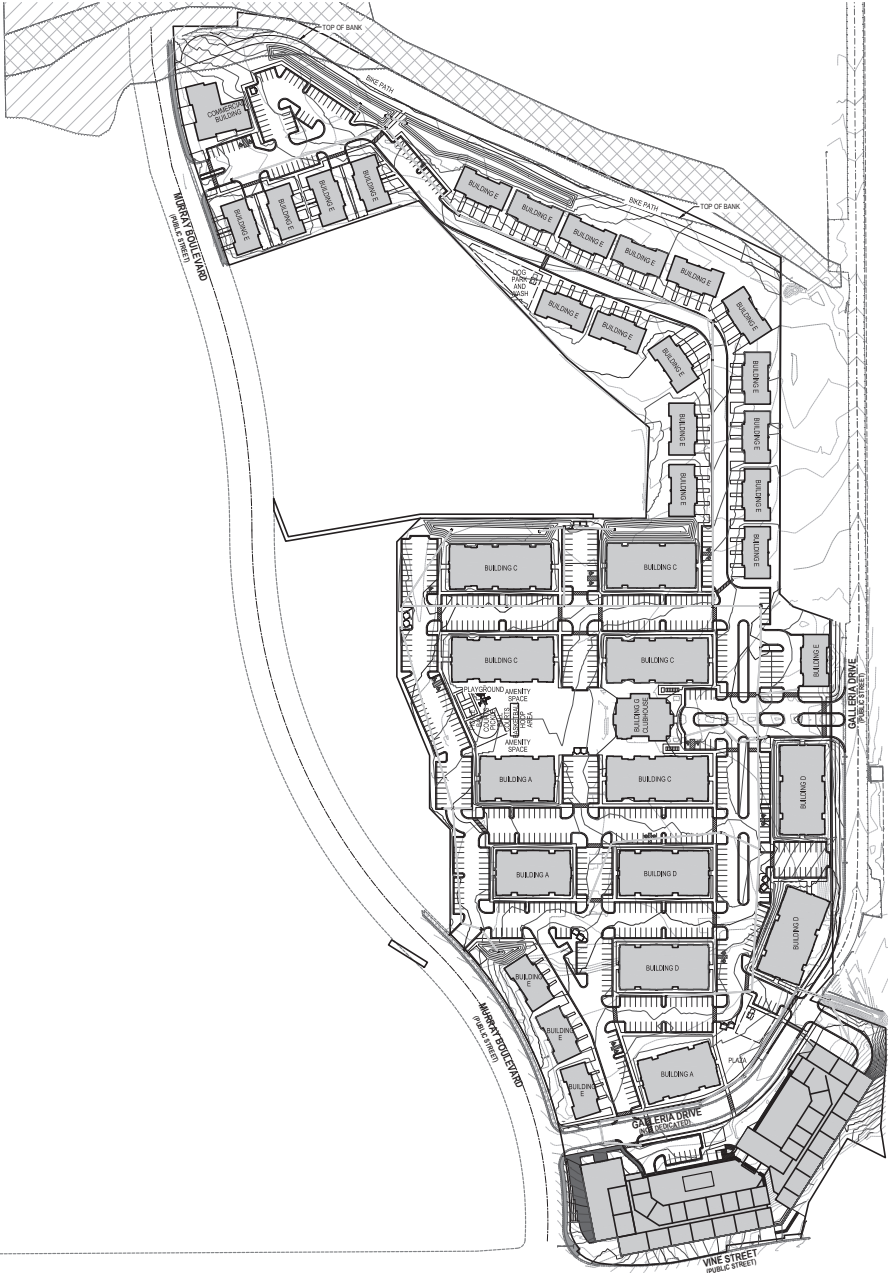 TOP OF BANK
BIKE PATH
COMMERCIAL
BUILDING
MURRAY BOULEVARD
(PUBLIC STREET)
BUILDING E
BUILDING E
BUILDING E
BUILDING E
BUILDING E
BUILDING E
BUILDING E
BUILDING E
BUILDING E
BIKE PATH
TOP OF BANK
DOG
PARK
AND
WASH
BUILDING E
BUILDING E
BUILDING E
BUILDING E
BUILDING E
BUILDING E
BUILDING E
BUILDING E
BUILDING E
BUILDING E
BUILDING C
BUILDING C
BUILDING C
BUILDING C
BUILDING E
GALLERIA DRIVE
(PUBLIC STREET)
PLAYGROUND
AMENITY
SPACE
BASKETBALL
HOOP
AREA
AMENITY
SPACE
BUILDING G
CLUBHOUSE
BUILDING A
BUILDING C
BUILDING D
BUILDING A
BUILDING D
BUILDING D
BUILDING D
BUILDING
E
BUILDING
E
BUILDING
E
MURRAY BOULEVARD
(PUBLIC STREET)
BUILDING A
PLAZA
GALLERIA DRIVE
(NOT DEDICATED)
VINE STREET
(PUBLIC STREET)